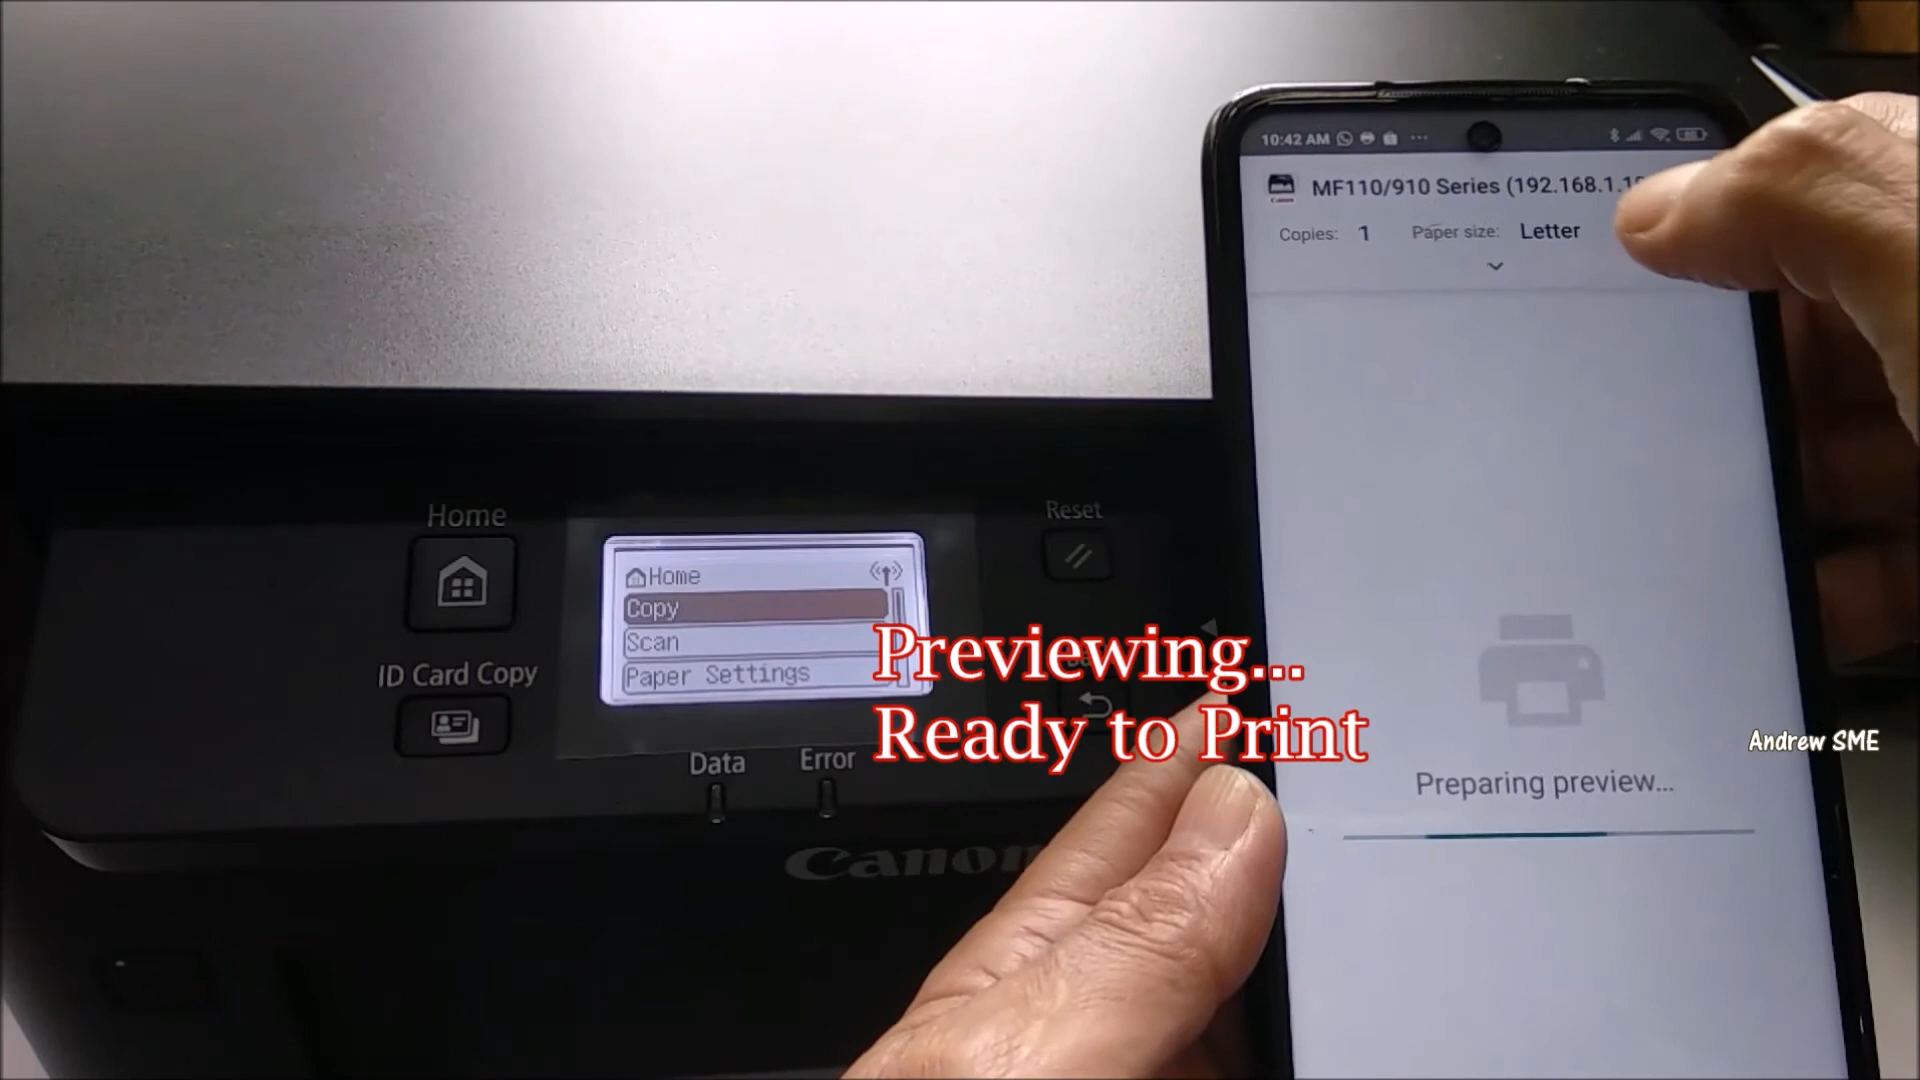 10:42 AM
MF110/910 Series (192.168.1.
Copies: 1 Paper size: Letter
Home
Reset
Home
Copy
Scan
Paper Settings
ID Card Copy
Previewing...
Ready to Print
Data
Error
Canon
Preparing preview...
Andrew SME